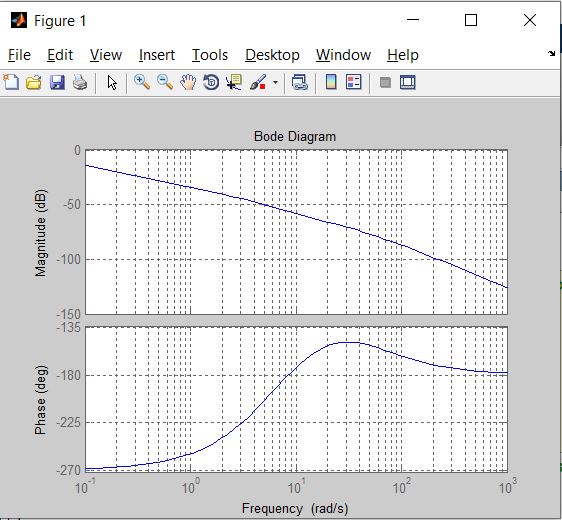 Figure 1
File Edit View Insert Tools Desktop Window Help
Bode Diagram
Magnitude (dB)
0
-50
-100
-150
Phase (deg)
-135
-180
-225
-270
10^-1 10^0 10^1 10^2 10^3
Frequency (rad/s)